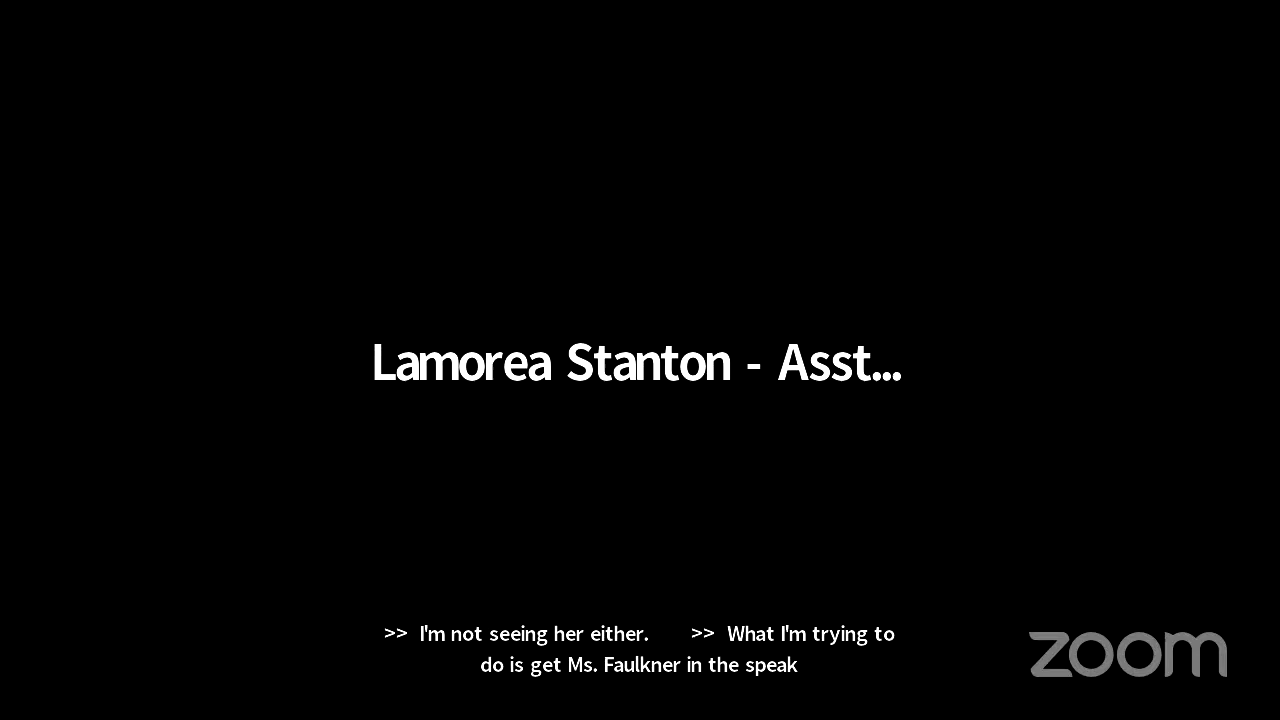 Lamorea Stanton - Asst...
>> I'm not seeing her either. >> What I'm trying to
do is get Ms. Faulkner in the speak
zoom